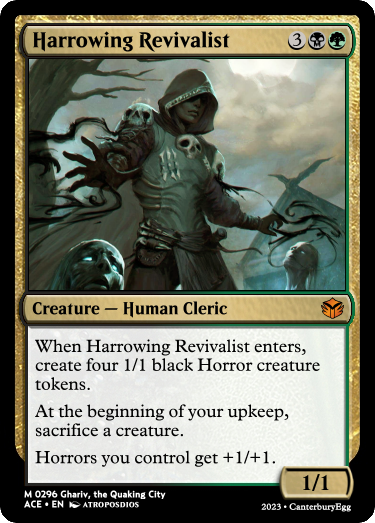 Harrowing Revivalist 3
Creature — Human Cleric
When Harrowing Revivalist enters,
create four 1/1 black Horror creature
tokens.
At the beginning of your upkeep,
sacrifice a creature.
Horrors you control get +1/+1.
1/1
M 0296 Ghariv, the Quaking City
ACE • EN ATROPOSDIOS
2023 • CanterburyEgg